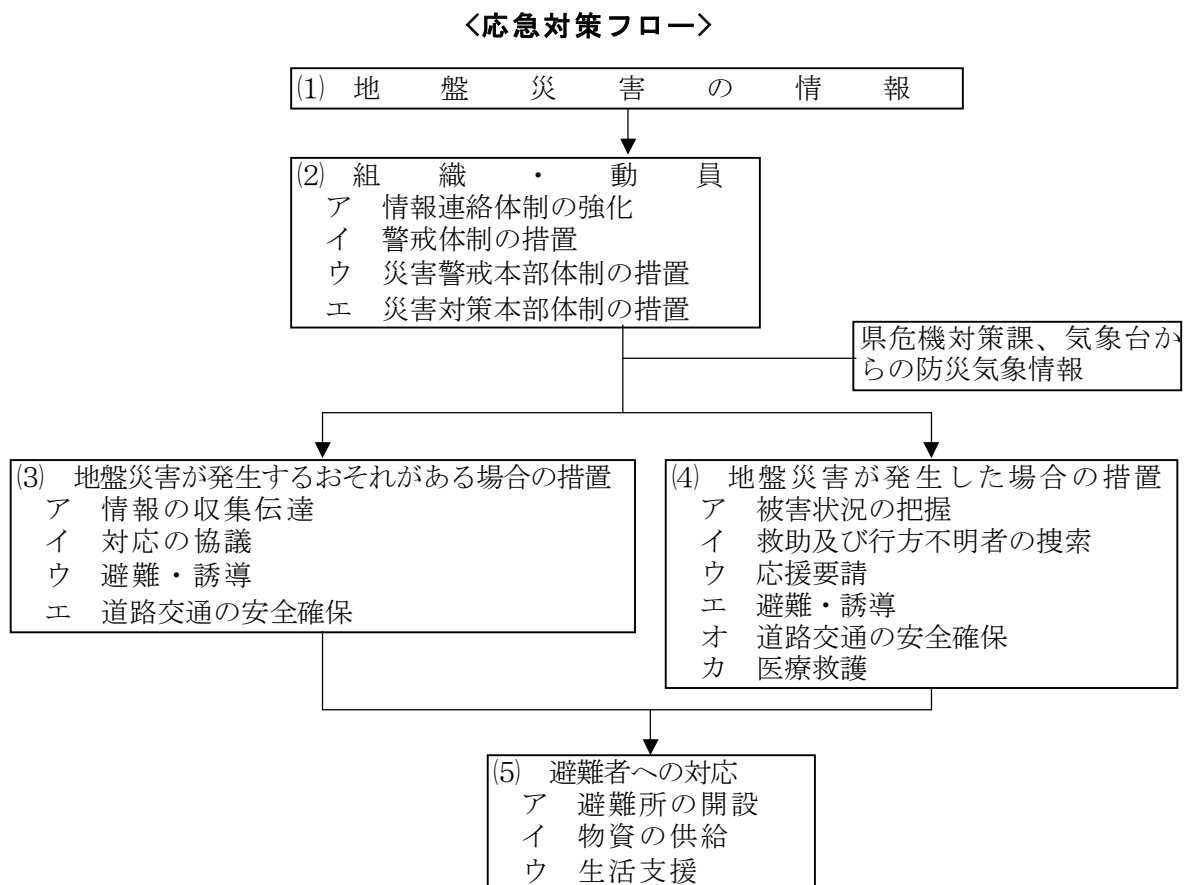 <応急対策フロー>
⑴ 地盤災害の情報
⑵ 組織・動員
ア 情報連絡体制の強化
イ 警戒体制の措置
ウ 災害警戒本部体制の措置
エ 災害対策本部体制の措置
県危機対策課、気象台か
らの防災気象情報
⑶ 地盤災害が発生するおそれがある場合の措置
ア 情報の収集伝達
イ 対応の協議
ウ 避難・誘導
エ 道路交通の安全確保
⑷ 地盤災害が発生した場合の措置
ア 被害状況の把握
イ 救助及び行方不明者の捜索
ウ 応援要請
エ 避難・誘導
オ 道路交通の安全確保
カ 医療救護
⑸ 避難者への対応
ア 避難所の開設
イ 物資の供給
ウ 生活支援